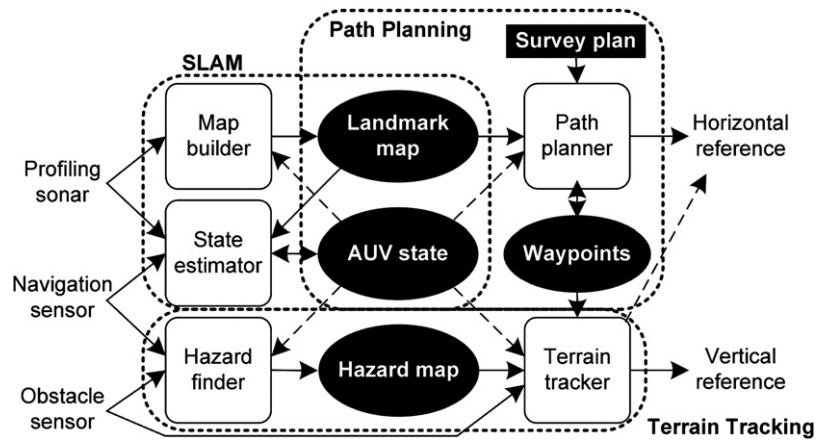 Path Planning
Survey plan
SLAM
Map
builder
Landmark
map
Path
planner
Horizontal
reference
Profiling
sonar
State
estimator
AUV state
Waypoints
Navigation
sensor
Hazard
finder
Hazard map
Terrain
tracker
Vertical
reference
Obstacle
sensor
Terrain Tracking